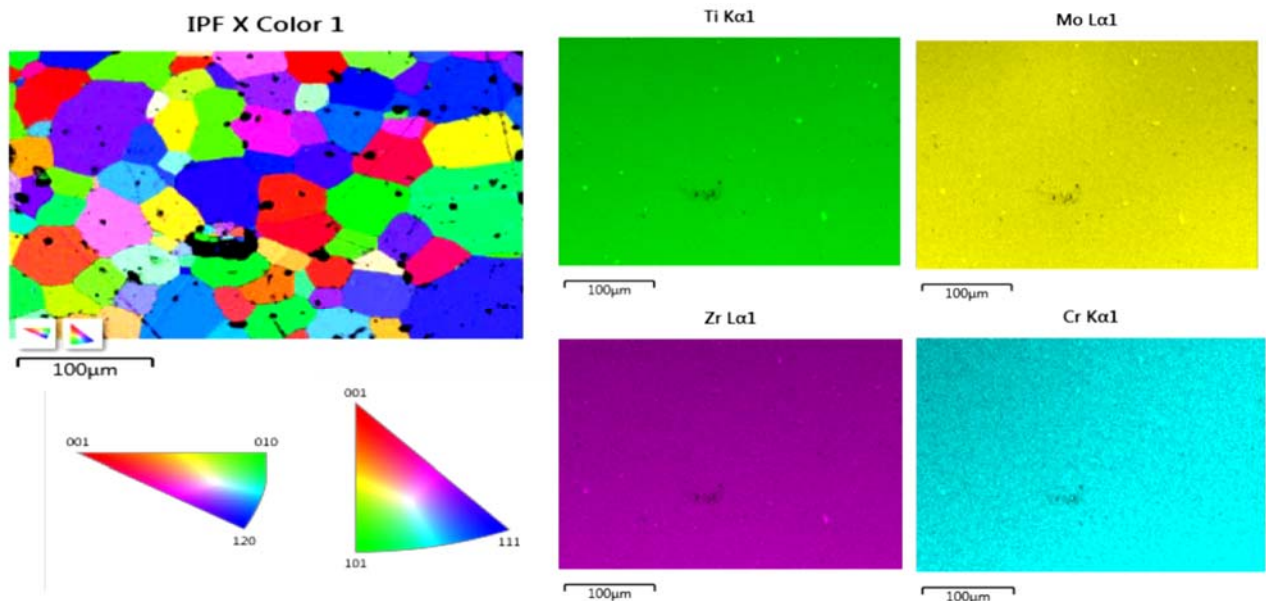 IPF X Color 1
100µm
001
010
120
001
101
111
Ti Kα1
100µm
Mo Lα1
100µm
Zr Lα1
100µm
Cr Kα1
100µm